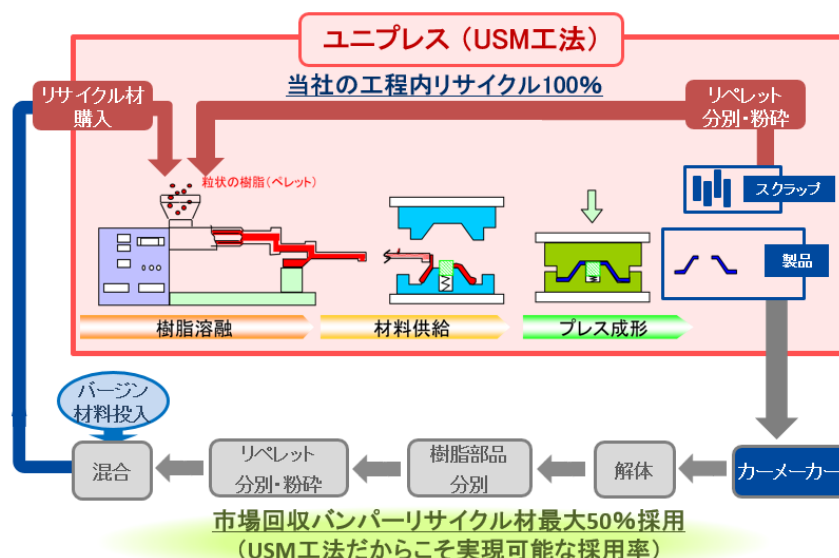 ユニプレス（USM工法）
当社の工程内リサイクル100%
リサイクル材
購入
リペレット
分別・粉砕
粒状の樹脂（ペレット）
スクラップ
製品
樹脂溶融
材料供給
プレス成形
バージン
材料投入
混合
リペレット
分別・粉砕
樹脂部品
分別
解体
カーメーカー
市場回収バンパーリサイクル材最大50%採用
（USM工法だからこそ実現可能な採用率）